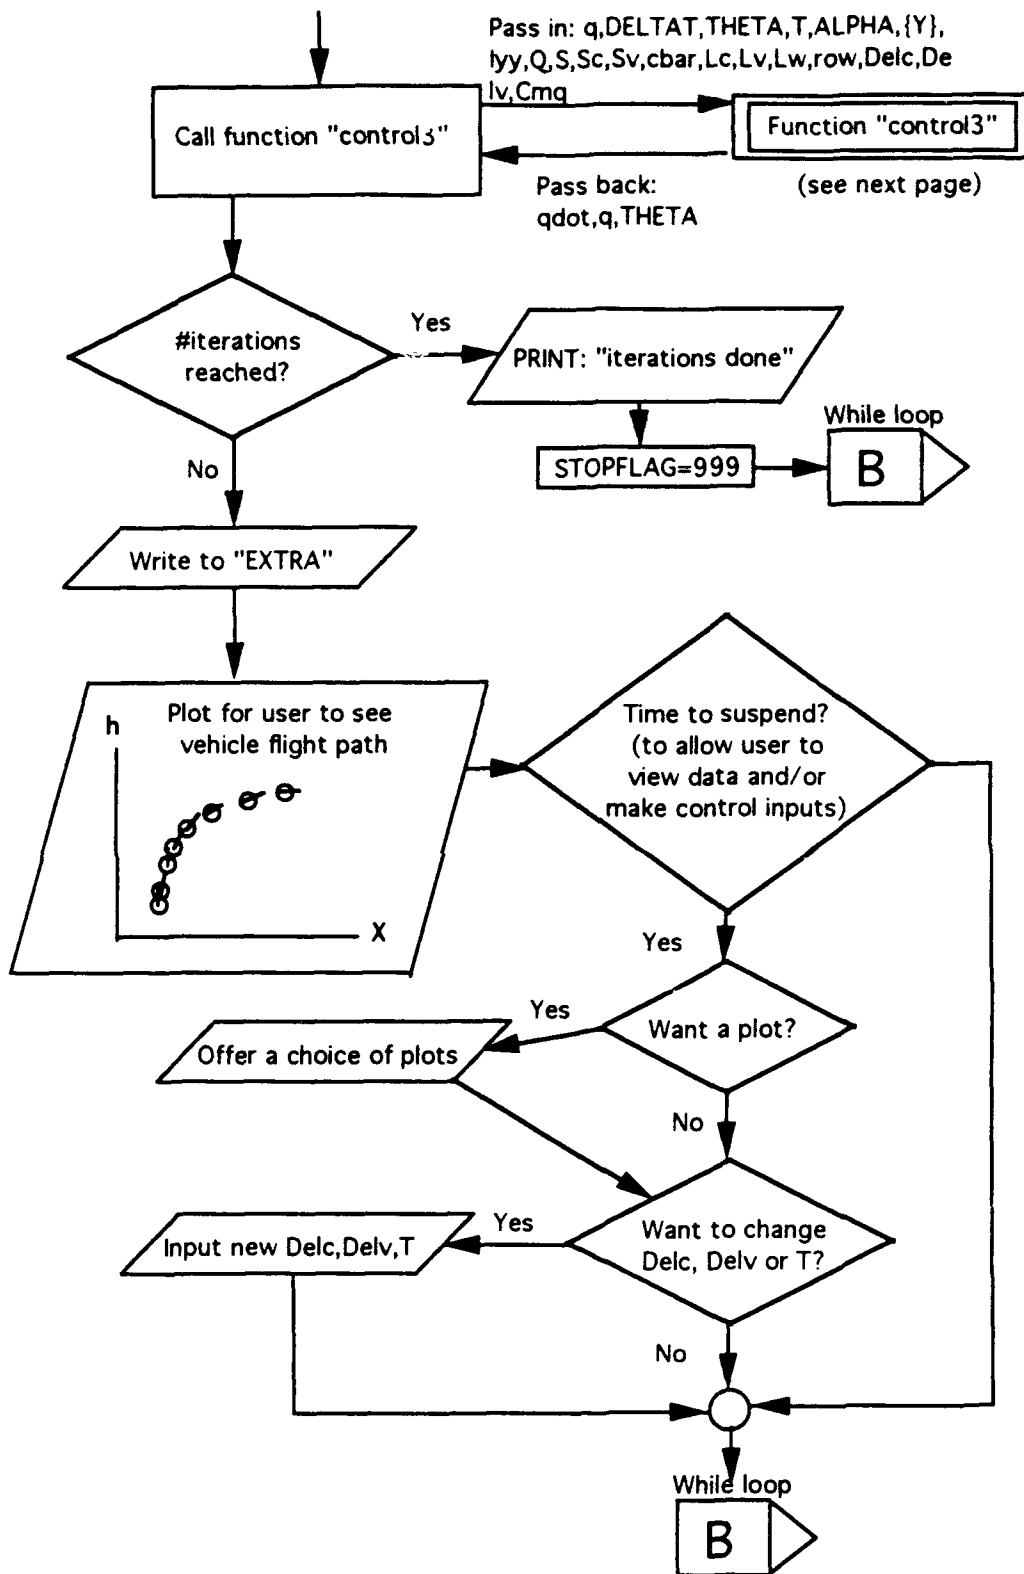 Pass in: q,DELTAT,THETA,T,ALPHA,{Y},
Iyy,Q,S,Sc,Sv,cbar,Lc,Lv,Lw,row,Delc,De
lv,Cmq
Call function "control3"
Function "control3"
(see next page)
Pass back:
qdot,q,THETA
#iterations
reached?
Yes
PRINT: "iterations done"
While loop
B
STOPFLAG=999
No
Write to "EXTRA"
Plot for user to see
vehicle flight path
h
X
Time to suspend?
(to allow user to
view data and/or
make control inputs)
Yes
Want a plot?
Yes
Offer a choice of plots
No
Want to change
Delc, Delv or T?
Yes
Input new Delc,Delv,T
No
While loop
B